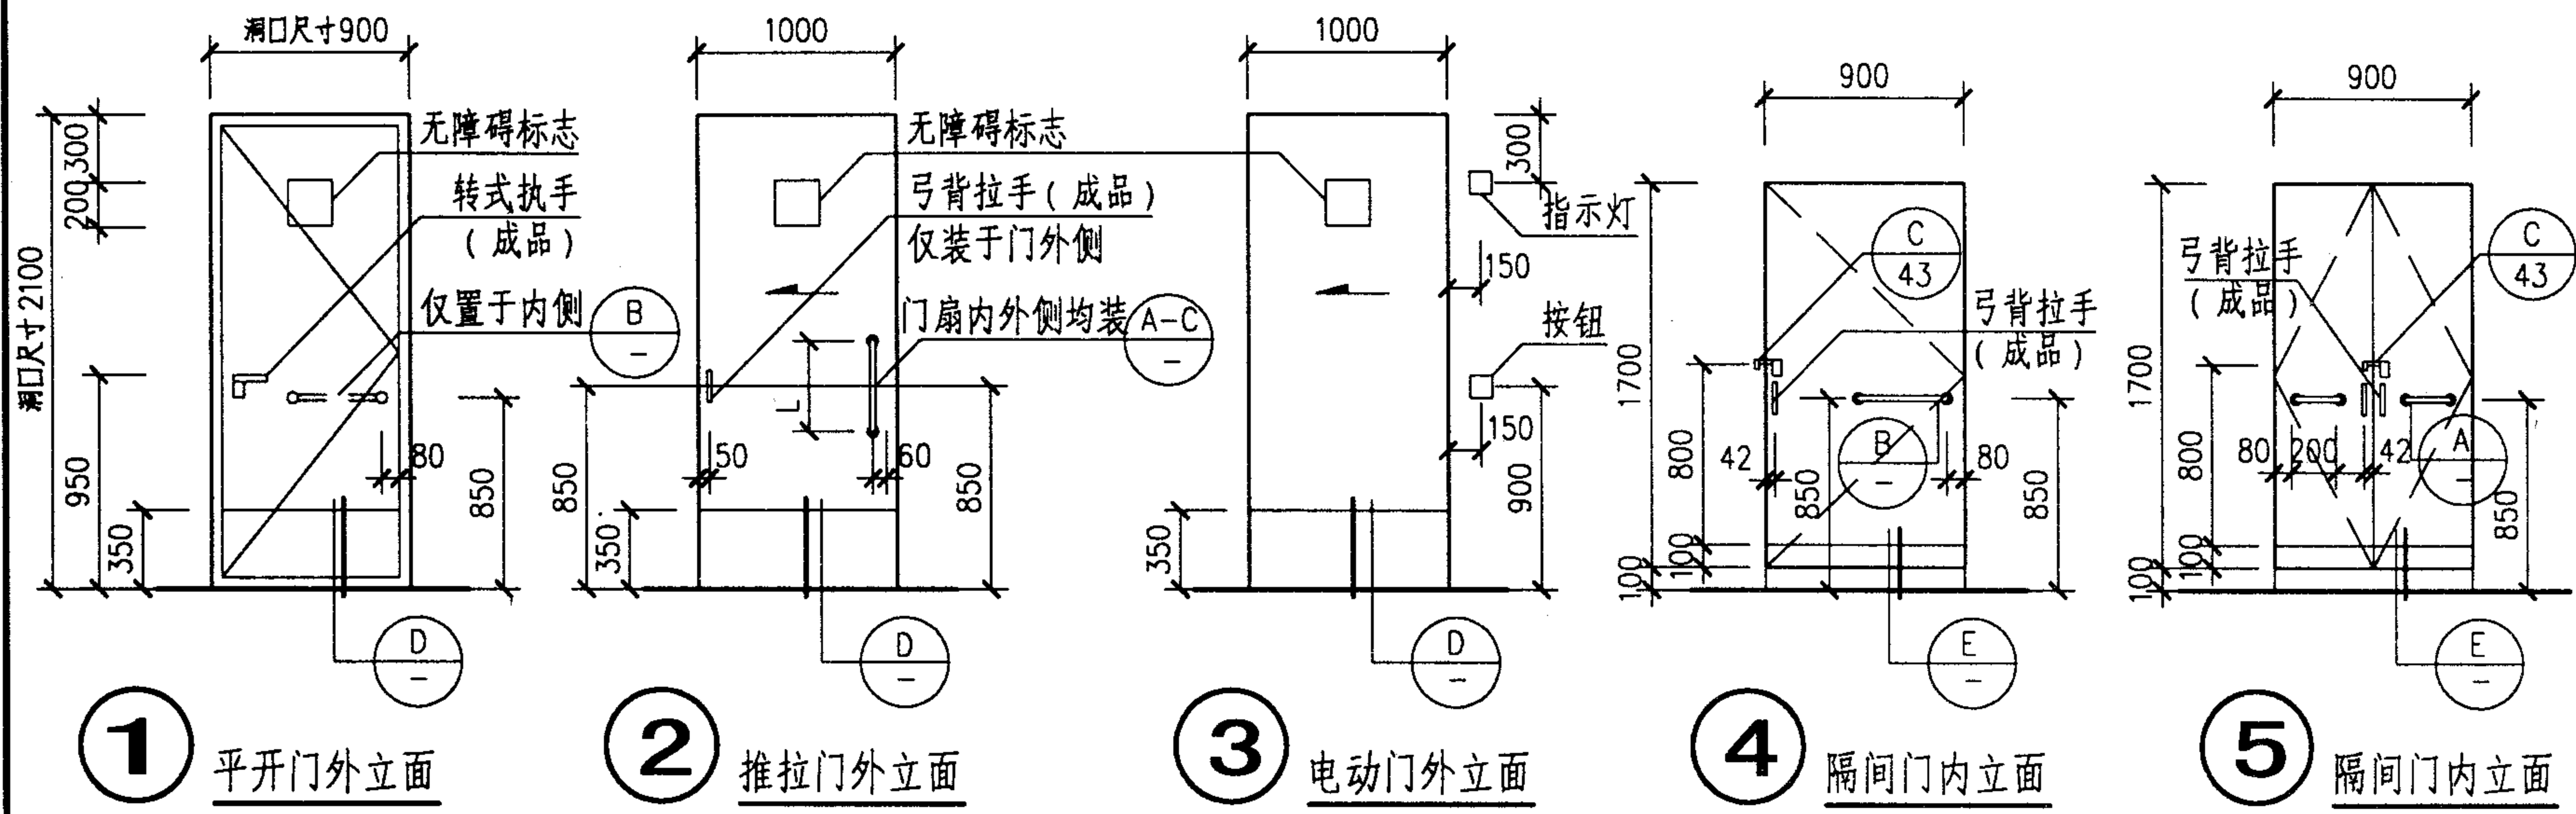 洞口尺寸900
洞口尺寸2100
300
200
950
350
无障碍标志
转式执手
(成品)
仅置于内侧
B
-
80
850
D
-
1 平开门外立面
1000
无障碍标志
弓背拉手(成品)
仅装于门外侧
门扇内外侧均装
A-C
-
L
50
60
850
350
850
D
-
2 推拉门外立面
1000
300
指示灯
150
按钮
150
900
350
D
-
3 电动门外立面
900
C
43
弓背拉手
(成品)
1700
800
42
850
B
-
80
850
100
100
E
-
4 隔间门内立面
900
弓背拉手
(成品)
C
43
1700
800
80
200
42
A
-
850
100
100
E
-
5 隔间门内立面